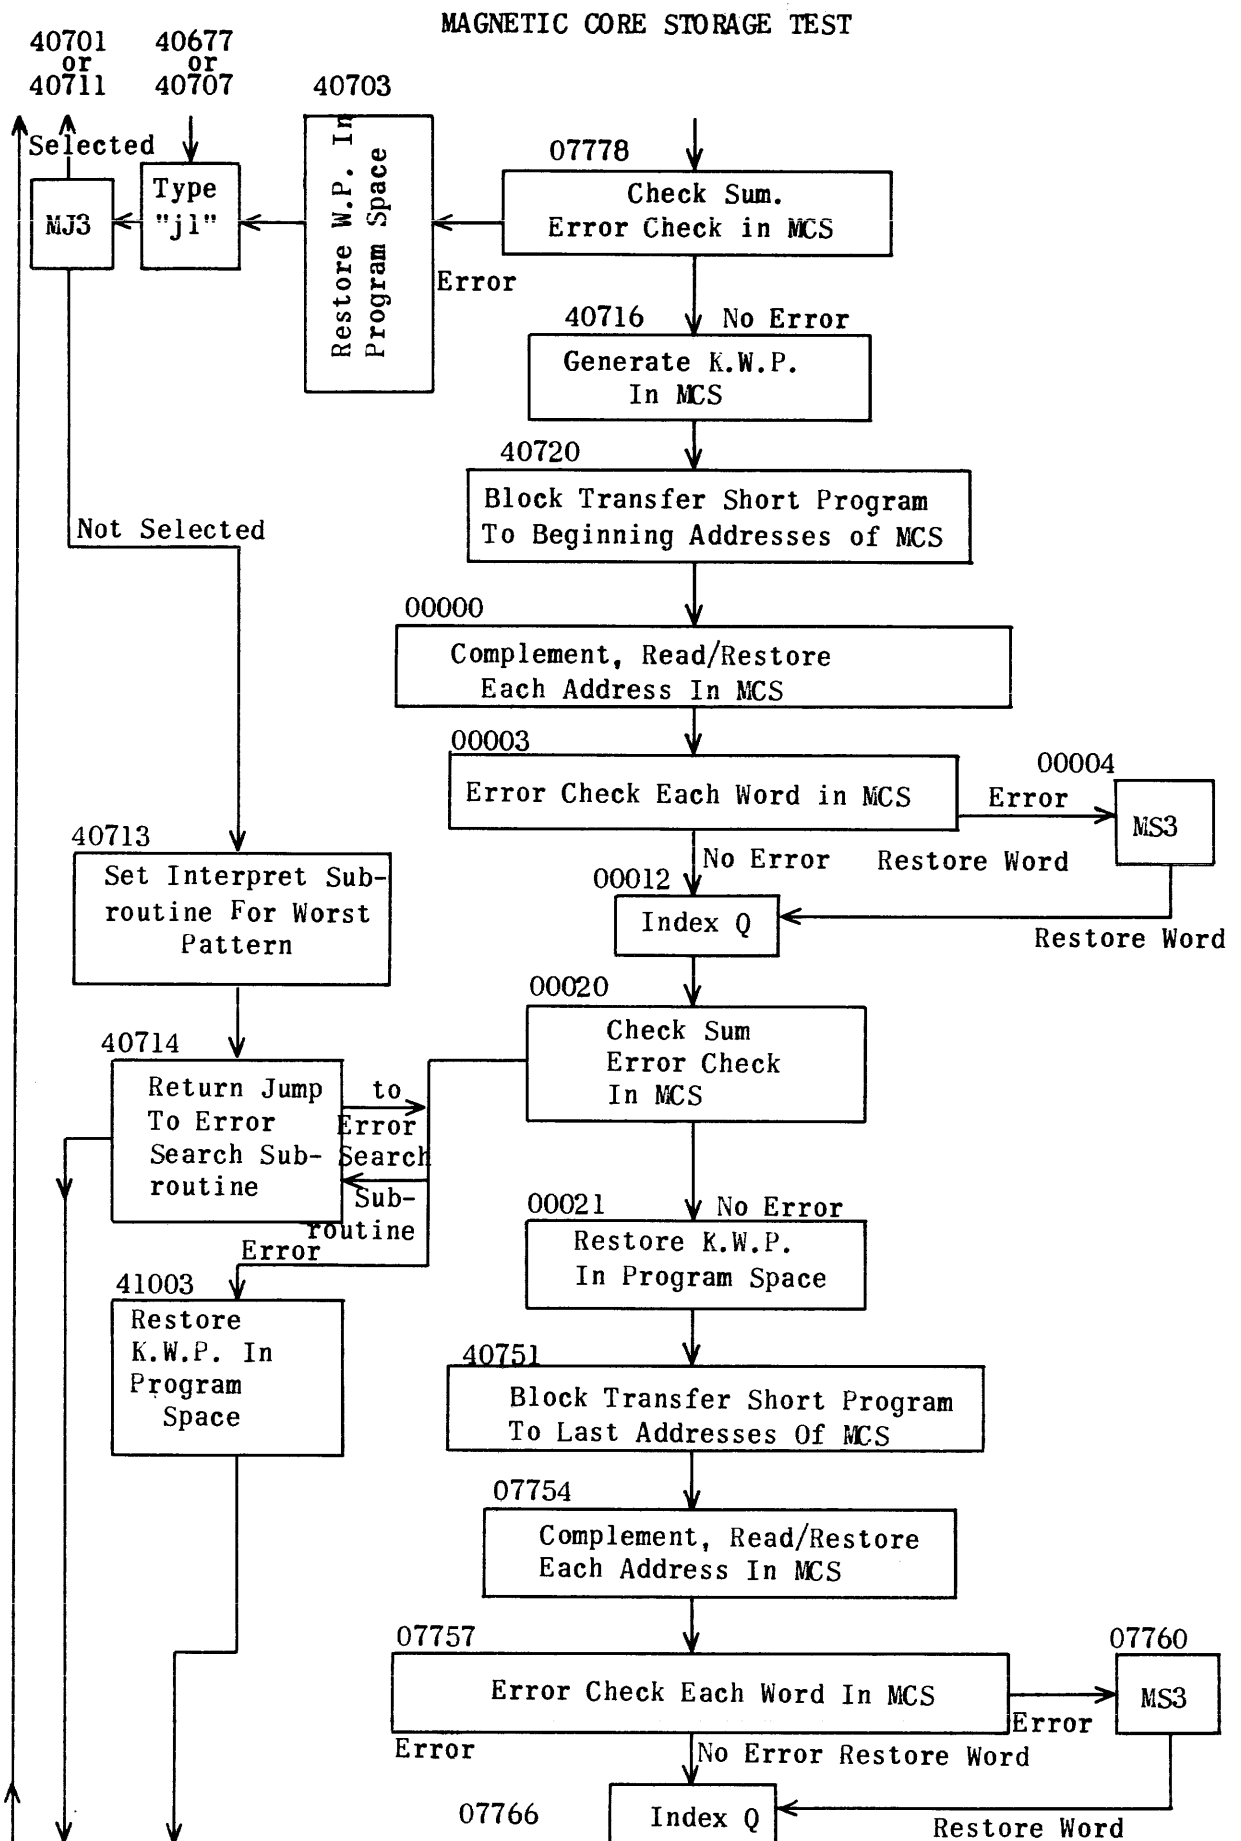 MAGNETIC CORE STORAGE TEST
40701
or
40711
40677
or
40707
40703
Selected
MJ3
Type
"j1"
Restore W.P. In
Program Space
07778
Check Sum.
Error Check in MCS
Error
40716
No Error
Generate K.W.P.
In MCS
40720
Block Transfer Short Program
To Beginning Addresses of MCS
Not Selected
00000
Complement, Read/Restore
Each Address In MCS
00003
Error Check Each Word in MCS
Error
00004
MS3
No Error
Restore Word
00012
Index Q
Restore Word
40713
Set Interpret Sub-
routine For Worst
Pattern
00020
Check Sum
Error Check
In MCS
40714
Return Jump
To Error
Search Sub-
routine
to
Error
Search
Sub-
routine
Error
00021
No Error
Restore K.W.P.
In Program Space
41003
Restore
K.W.P. In
Program
Space
40751
Block Transfer Short Program
To Last Addresses Of MCS
07754
Complement, Read/Restore
Each Address In MCS
07757
Error Check Each Word In MCS
07760
MS3
Error
Error
No Error Restore Word
07766
Index Q
Restore Word